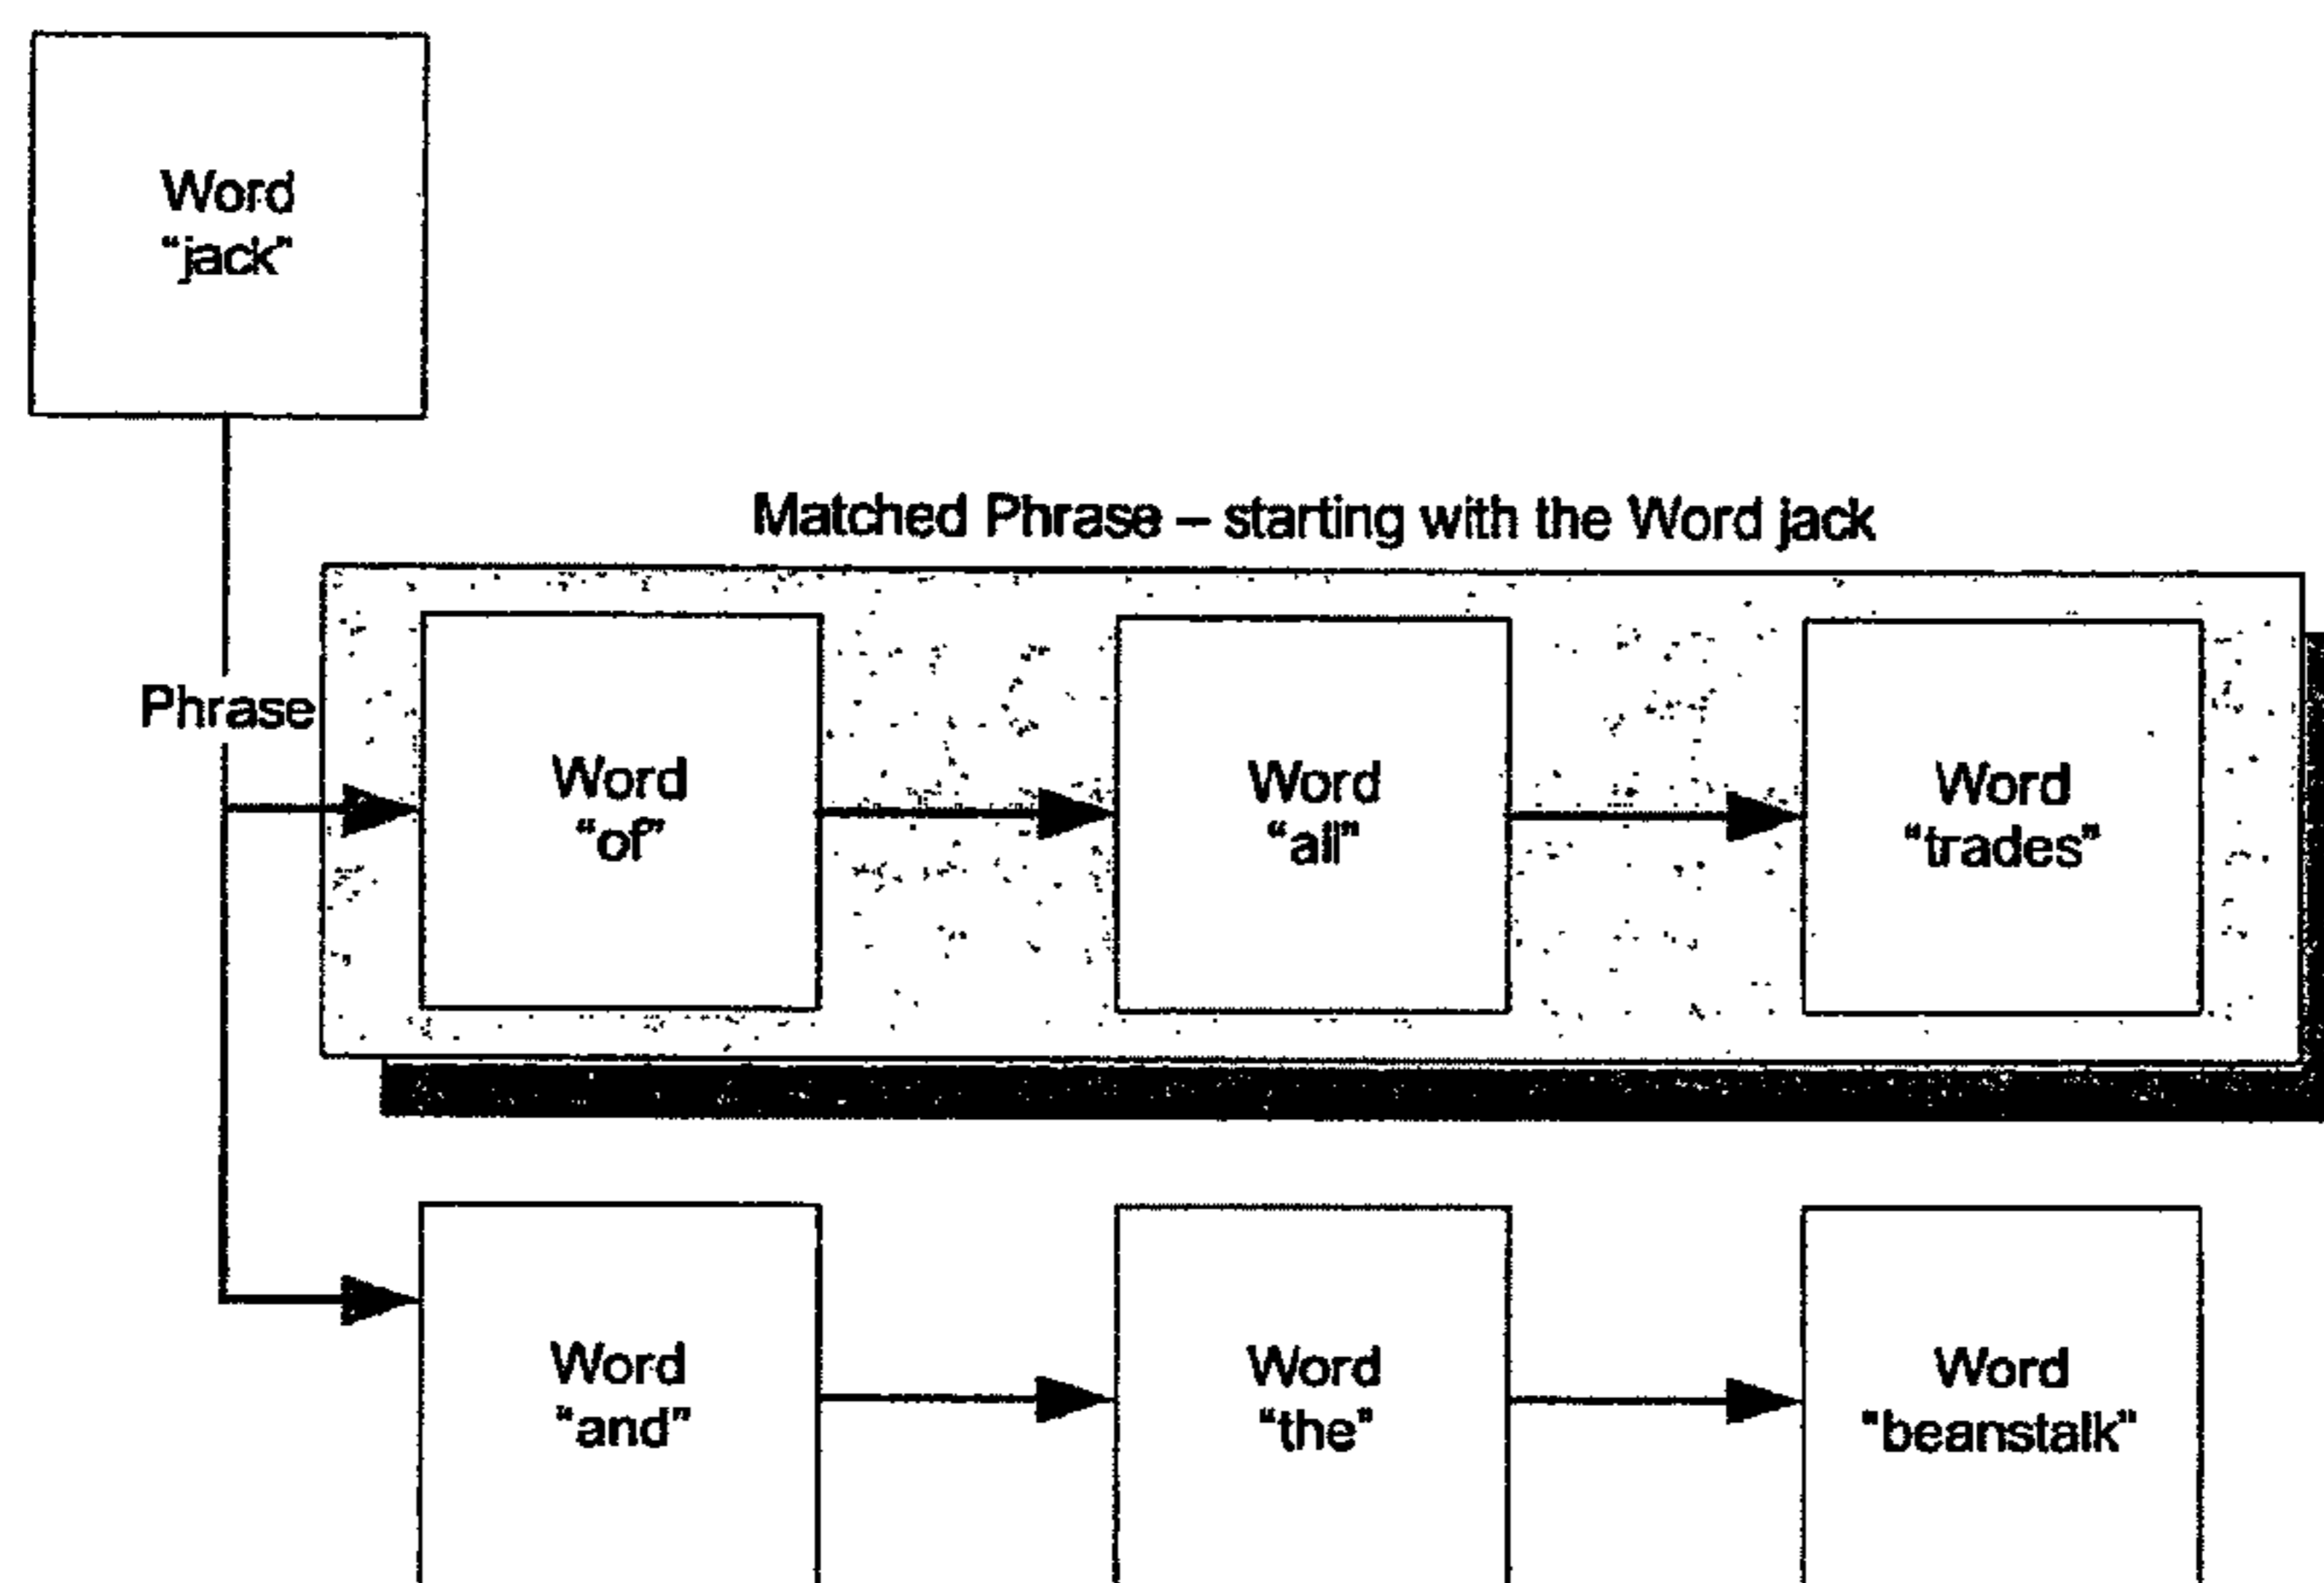 Word
“jack”
Matched Phrase – starting with the Word jack
Phrase
Word
“of”
Word
“all”
Word
“trades”
Word
“and”
Word
“the”
Word
“beanstalk”